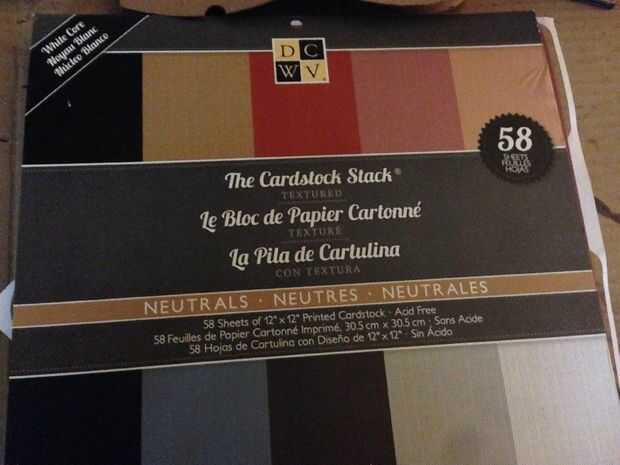 White Core
Noyau Blanc
Núcleo Blanco
D C
W V
58
SHEETS
FEUILLES
HOJAS
The Cardstock Stack®
TEXTURED
Le Bloc de Papier Cartonné
TEXTURÉ
La Pila de Cartulina
CON TEXTURA
NEUTRALS · NEUTRES · NEUTRALES
58 Sheets of 12" x 12" Printed Cardstock · Acid Free
58 Feuilles de Papier Cartonné Imprimé, 30.5 cm x 30.5 cm · Sans Acide
58 Hojas de Cartulina con Diseño de 12" x 12" · Sin Ácido